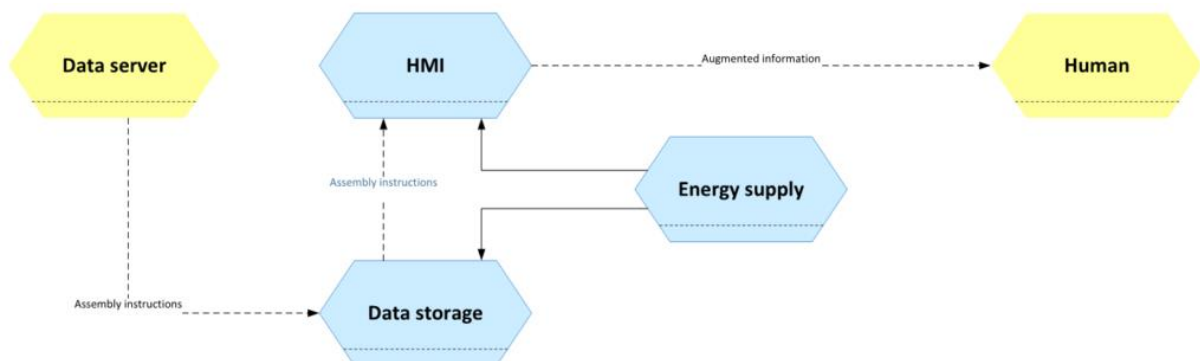 Data server
HMI
Augmented information
Human
Assembly instructions
Energy supply
Assembly instructions
Data storage